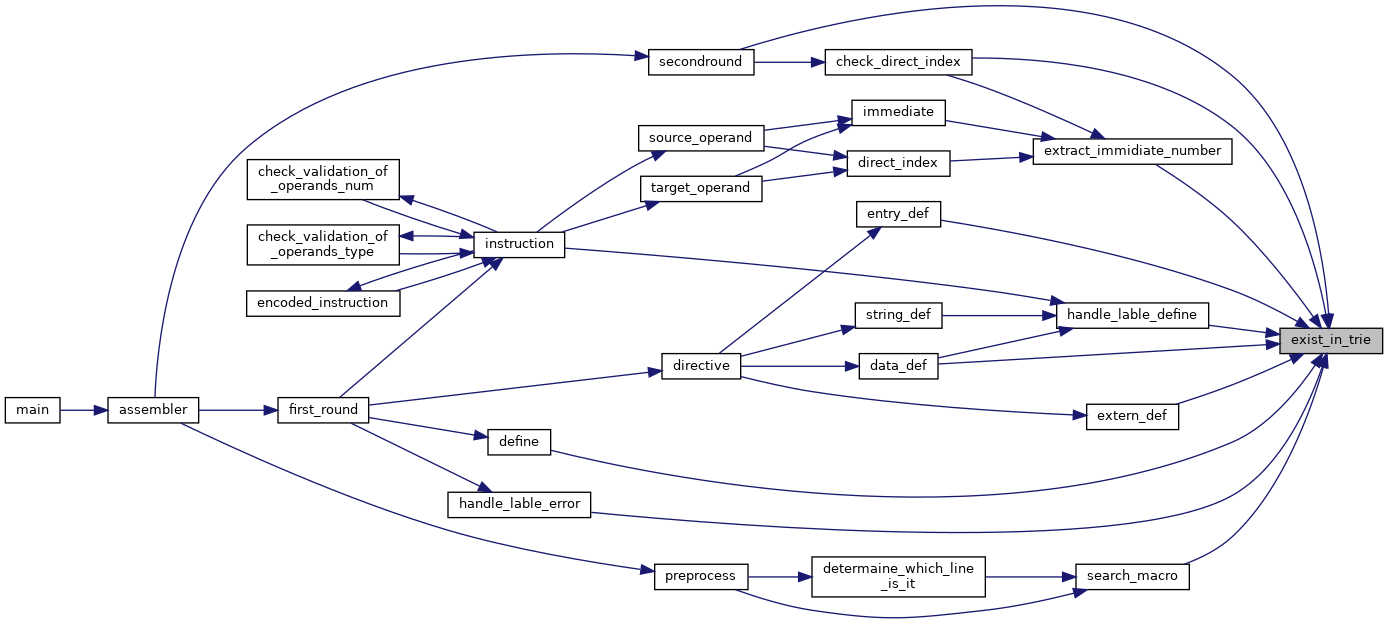 secondround
check_direct_index
immediate
source_operand
extract_immidiate_number
direct_index
check_validation_of
_operands_num
target_operand
entry_def
check_validation_of
_operands_type
instruction
encoded_instruction
string_def
handle_lable_define
exist_in_trie
directive
data_def
main
assembler
first_round
extern_def
define
handle_lable_error
preprocess
determaine_which_line
_is_it
search_macro